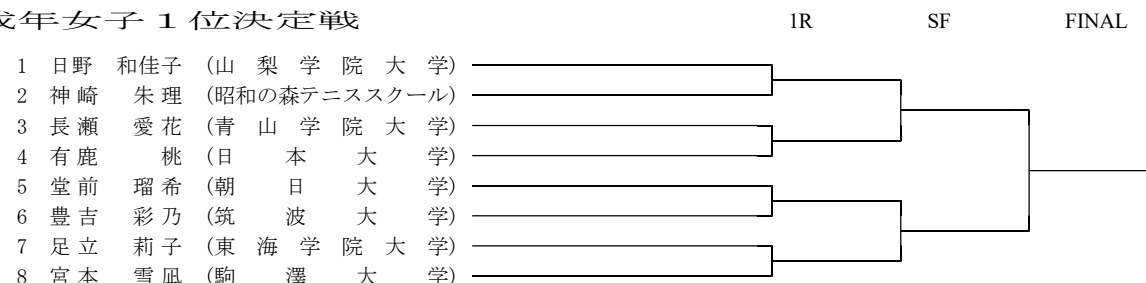 成年女子１位決定戦 1R SF FINAL
1 日野 和佳子 (山梨学院大学)
2 神崎 朱理 (昭和の森テニススクール)
3 長瀬 愛花 (青山学院大学)
4 有鹿 桃 (日本大学)
5 堂前 瑠希 (朝日大学)
6 豊吉 彩乃 (筑波大学)
7 足立 莉子 (東海学院大学)
8 宮本 雪凪 (駒澤大学)